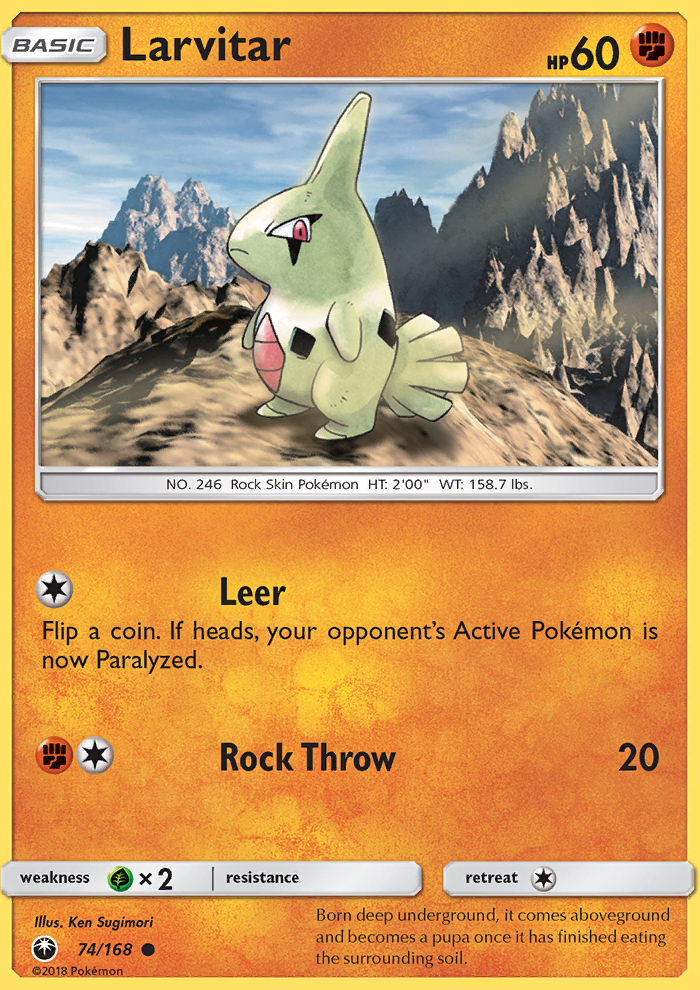 BASIC Larvitar HP60
NO. 246 Rock Skin Pokémon HT: 2'00" WT: 158.7 lbs.
Leer
Flip a coin. If heads, your opponent's Active Pokémon is
now Paralyzed.
Rock Throw 20
weakness ×2 resistance retreat
Illus. Ken Sugimori
74/168
©2018 Pokémon
Born deep underground, it comes aboveground
and becomes a pupa once it has finished eating
the surrounding soil.